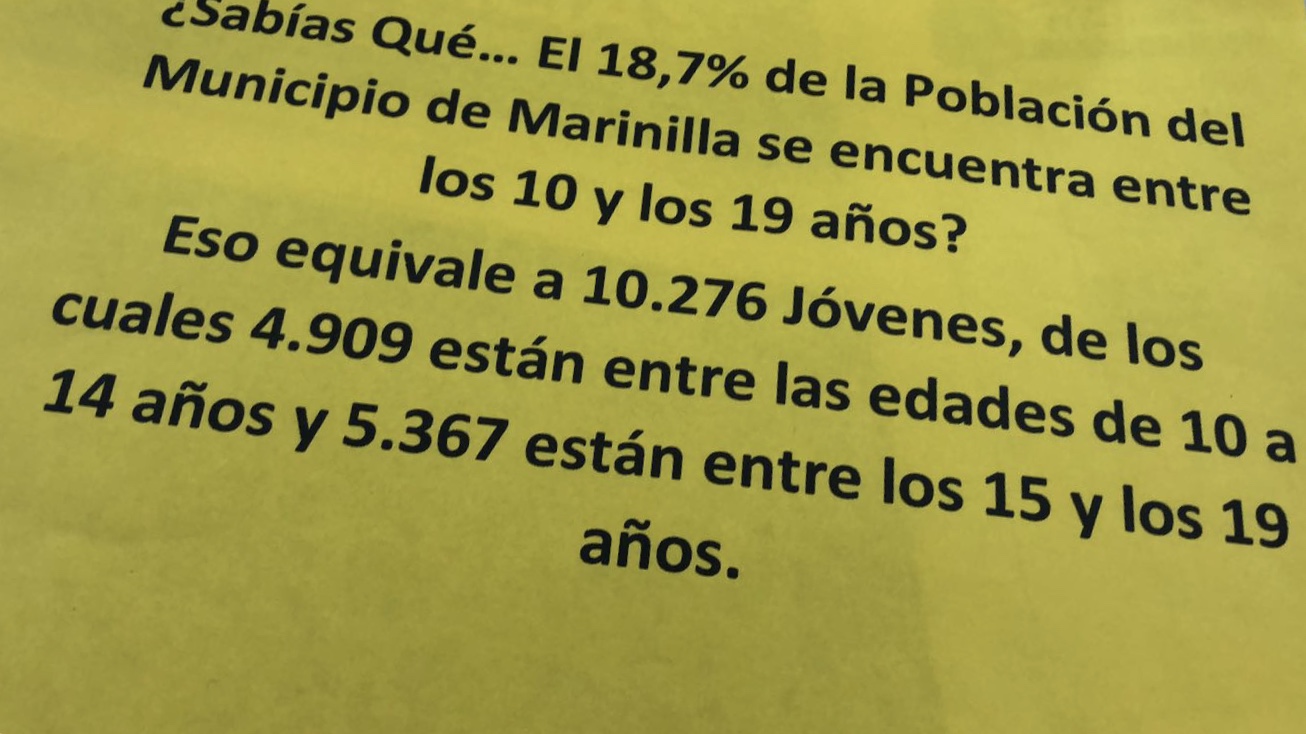 ¿Sabías Qué... El 18,7% de la Población del
Municipio de Marinilla se encuentra entre
los 10 y los 19 años?
Eso equivale a 10.276 Jóvenes, de los
cuales 4.909 están entre las edades de 10 a
14 años y 5.367 están entre los 15 y los 19
años.